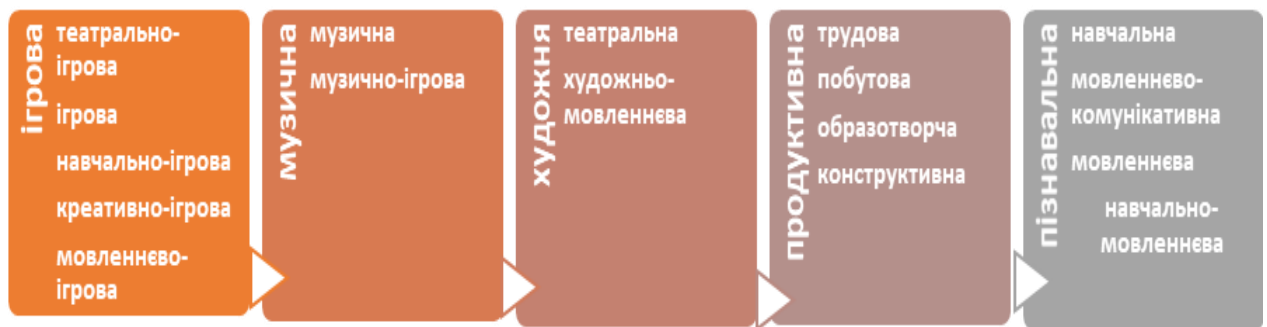 ігрова
театрально-
ігрова
ігрова
навчально-ігрова
креативно-ігрова
мовленнєво-
ігрова
музична
музична
музично-ігрова
художня
театральна
художньо-
мовленнєва
продуктивна
трудова
побутова
образотворча
конструктивна
пізнавальна
навчальна
мовленнєво-
комунікативна
мовленнєва
навчально-
мовленнєва